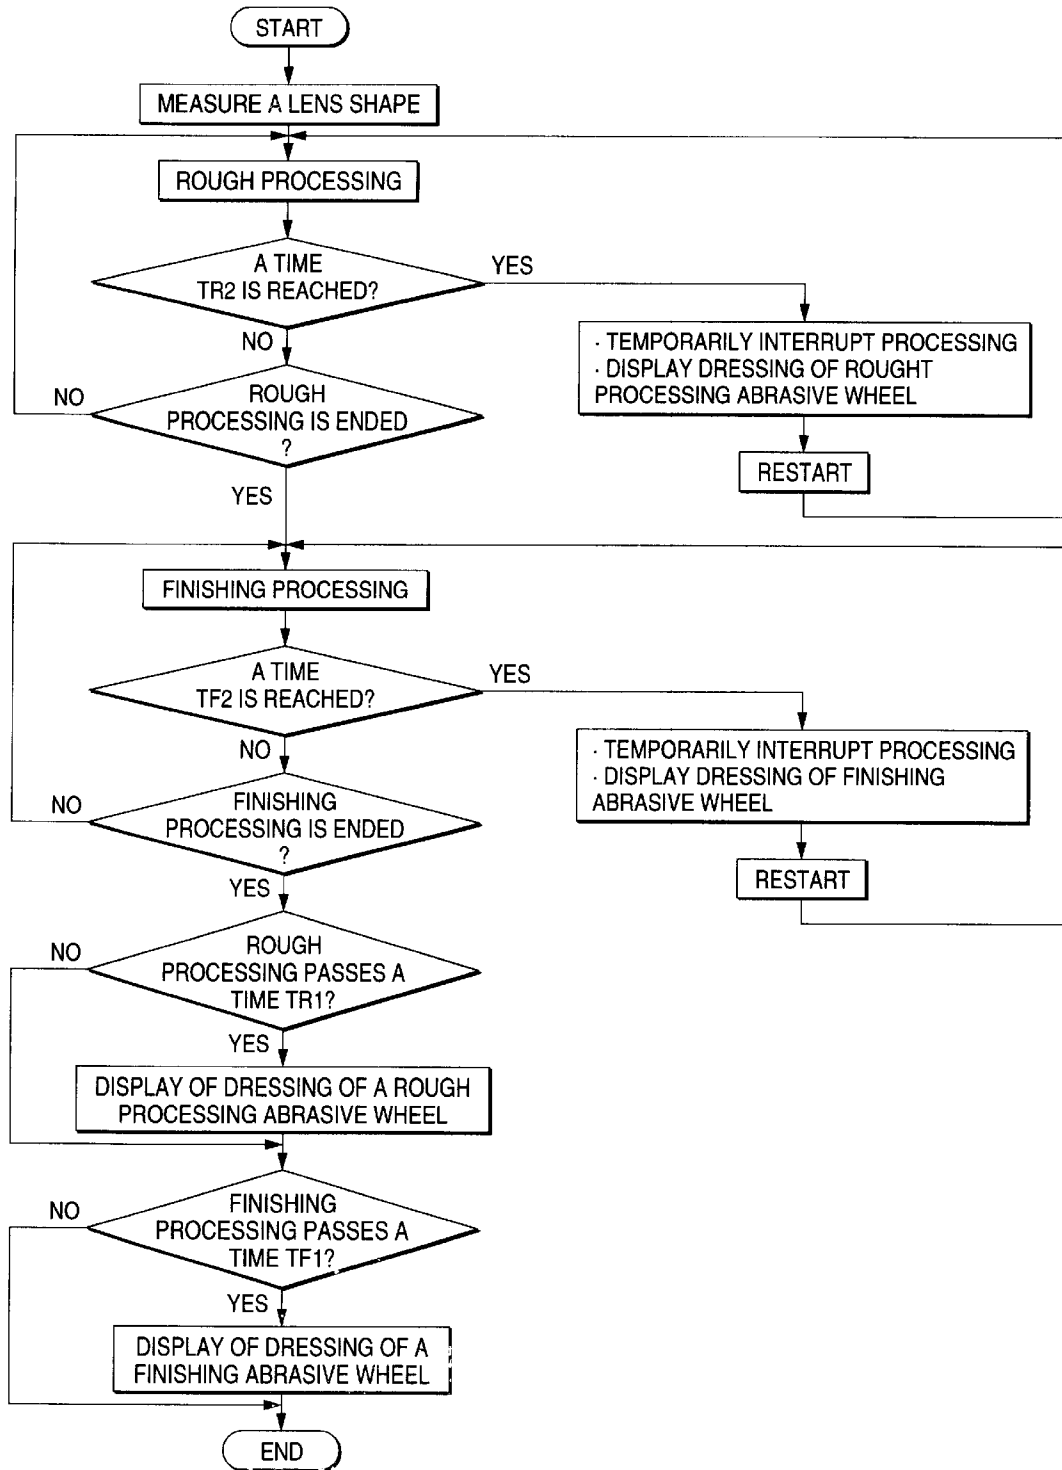 START
MEASURE A LENS SHAPE
ROUGH PROCESSING
A TIME
TR2 IS REACHED?
YES
NO
· TEMPORARILY INTERRUPT PROCESSING
· DISPLAY DRESSING OF ROUGHT
PROCESSING ABRASIVE WHEEL
RESTART
NO
ROUGH
PROCESSING IS ENDED
?
YES
FINISHING PROCESSING
A TIME
TF2 IS REACHED?
YES
NO
· TEMPORARILY INTERRUPT PROCESSING
· DISPLAY DRESSING OF FINISHING
ABRASIVE WHEEL
RESTART
NO
FINISHING
PROCESSING IS ENDED
?
YES
NO
ROUGH
PROCESSING PASSES A
TIME TR1?
YES
DISPLAY OF DRESSING OF A ROUGH
PROCESSING ABRASIVE WHEEL
NO
FINISHING
PROCESSING PASSES A
TIME TF1?
YES
DISPLAY OF DRESSING OF A
FINISHING ABRASIVE WHEEL
END